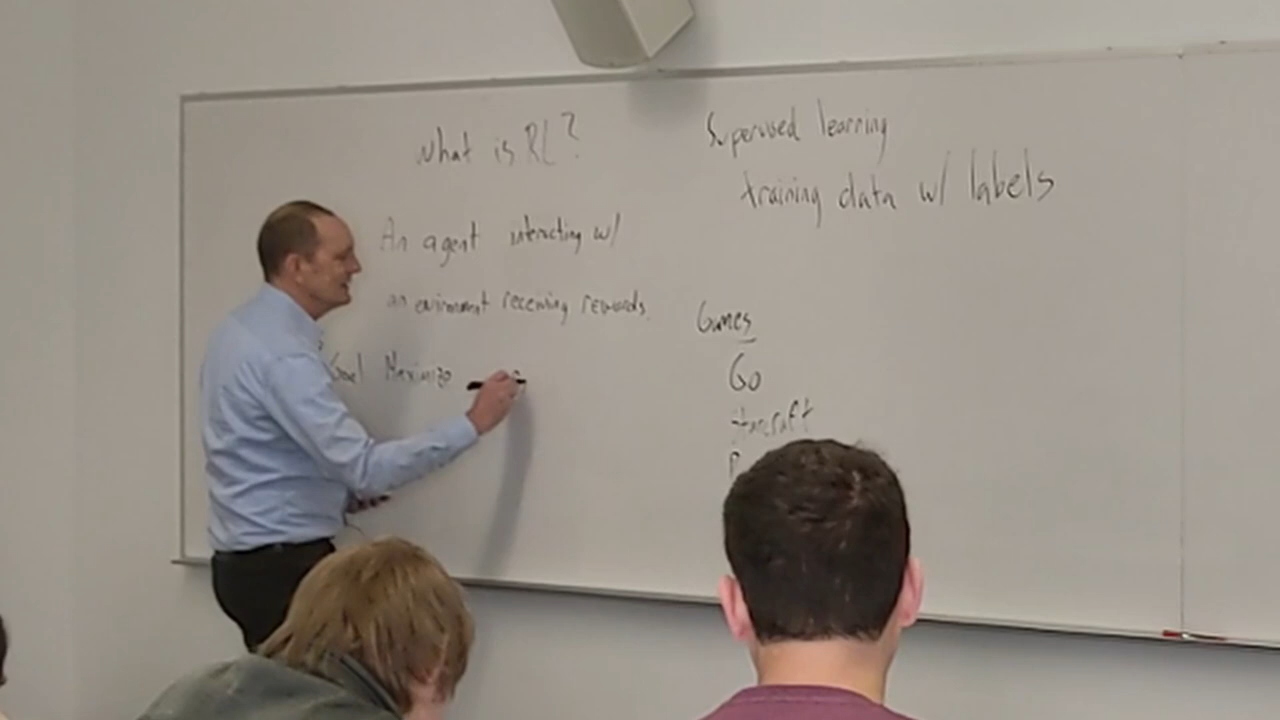 What is RL?
An agent interacting w/
an enviroment receiving rewards
Goal Maximize
Supervised learning
training data w/ labels
Games
Go
Starcraft